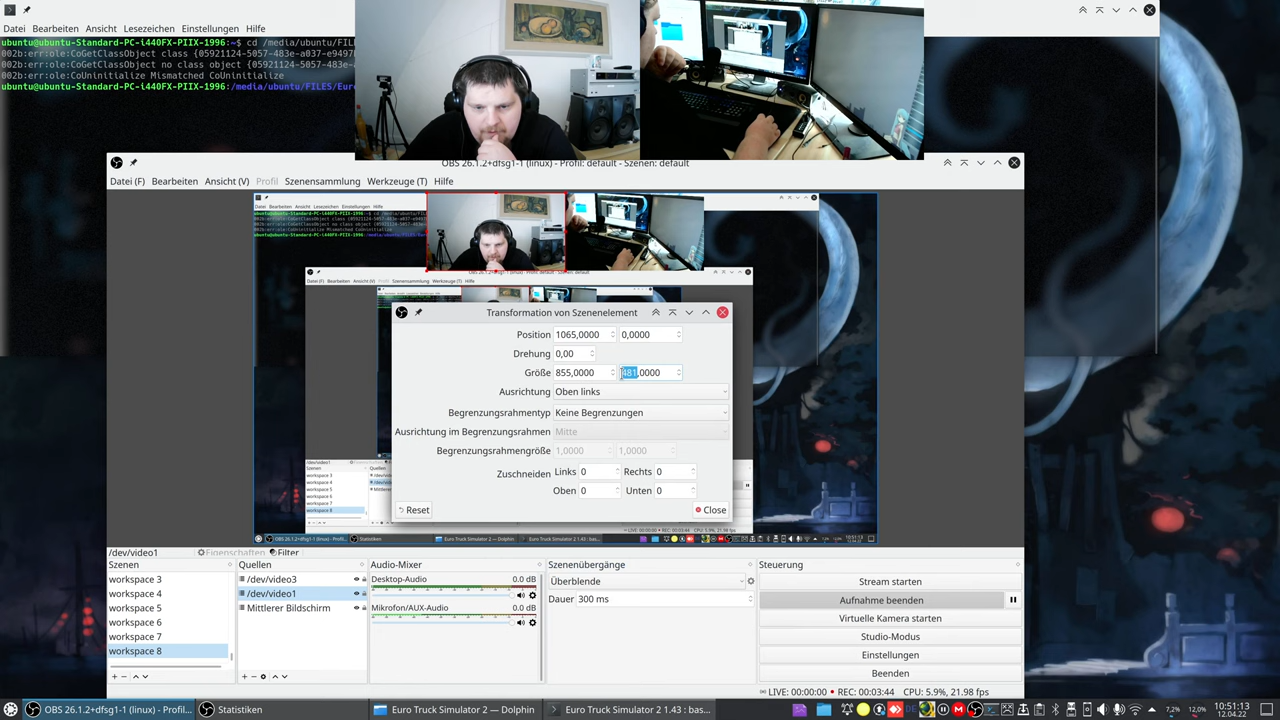 Datei Bearbeiten Ansicht Lesezeichen Einstellungen Hilfe
ubuntu@ubuntu-Standard-PC-i440FX-PIIX-1996:~$ cd /media/ubuntu/FIL
002b:err:ole:CoGetClassObject class {05921124-5057-483e-a037-e9497
002b:err:ole:CoGetClassObject no class object {05921124-5057-483e-a
002b:err:ole:CoUninitialize Mismatched CoUninitialize
ubuntu@ubuntu-Standard-PC-i440FX-PIIX-1996:/media/ubuntu/FILES/Eur
OBS 26.1.2+dfsg1-1 (linux) - Profil: default - Szenen: default
Datei (F) Bearbeiten Ansicht (V) Profil Szenensammlung Werkzeuge (T) Hilfe
Transformation von Szenenelement
Position 1065,0000 0,0000
Drehung 0,00
Größe 855,0000 481,0000
Ausrichtung Oben links
Begrenzungsrahmentyp Keine Begrenzungen
Ausrichtung im Begrenzungsrahmen Mitte
Begrenzungsrahmengröße 1,0000 1,0000
Zuschneiden Links 0 Rechts 0
Oben 0 Unten 0
Reset Close
/dev/video1 Eigenschaften Filter
Szenen
workspace 3
workspace 4
workspace 5
workspace 6
workspace 7
workspace 8
Quellen
/dev/video3
/dev/video1
Mittlerer Bildschirm
Audio-Mixer
Desktop-Audio 0.0 dB
Mikrofon/AUX-Audio 0.0 dB
Szenenübergänge
Überblende
Dauer 300 ms
Steuerung
Stream starten
Aufnahme beenden
Virtuelle Kamera starten
Studio-Modus
Einstellungen
Beenden
LIVE: 00:00:00 REC: 00:03:44 CPU: 5.9%, 21.98 fps
OBS 26.1.2+dfsg1-1 (linux) - Profil... Statistiken Euro Truck Simulator 2 — Dolphin Euro Truck Simulator 2 1.43 : bas... DE 7,2% 12,0% 10:51:13
12.04.22